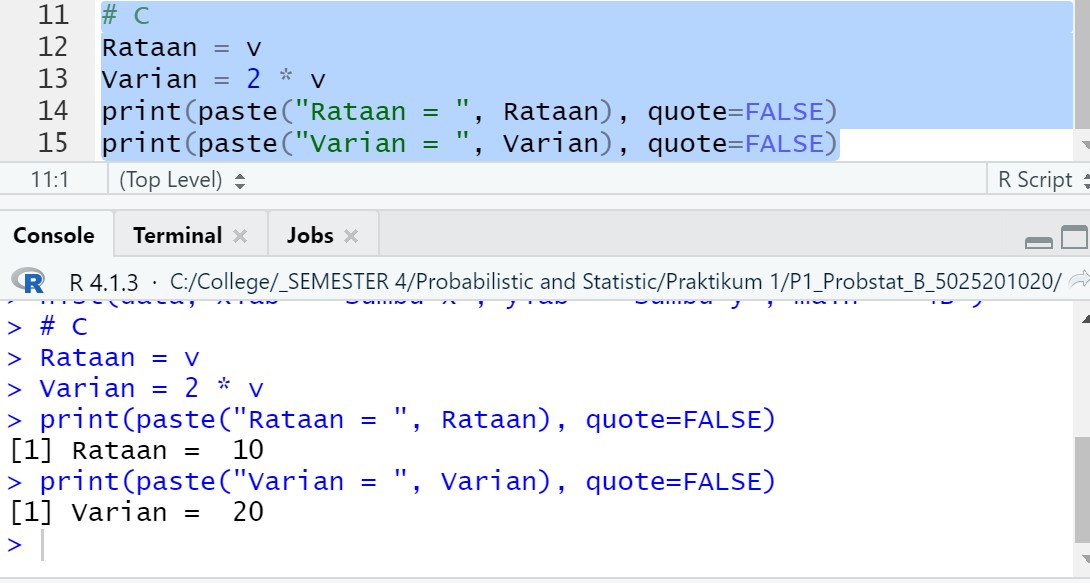 11 # C
12 Rataan = v
13 Varian = 2 * v
14 print(paste("Rataan = ", Rataan), quote=FALSE)
15 print(paste("Varian = ", Varian), quote=FALSE)
11:1 (Top Level) R Script
Console Terminal Jobs
R R 4.1.3 · C:/College/_SEMESTER 4/Probabilistic and Statistic/Praktikum 1/P1_Probstat_B_5025201020/
> # C
> Rataan = v
> Varian = 2 * v
> print(paste("Rataan = ", Rataan), quote=FALSE)
[1] Rataan =  10
> print(paste("Varian = ", Varian), quote=FALSE)
[1] Varian =  20
>